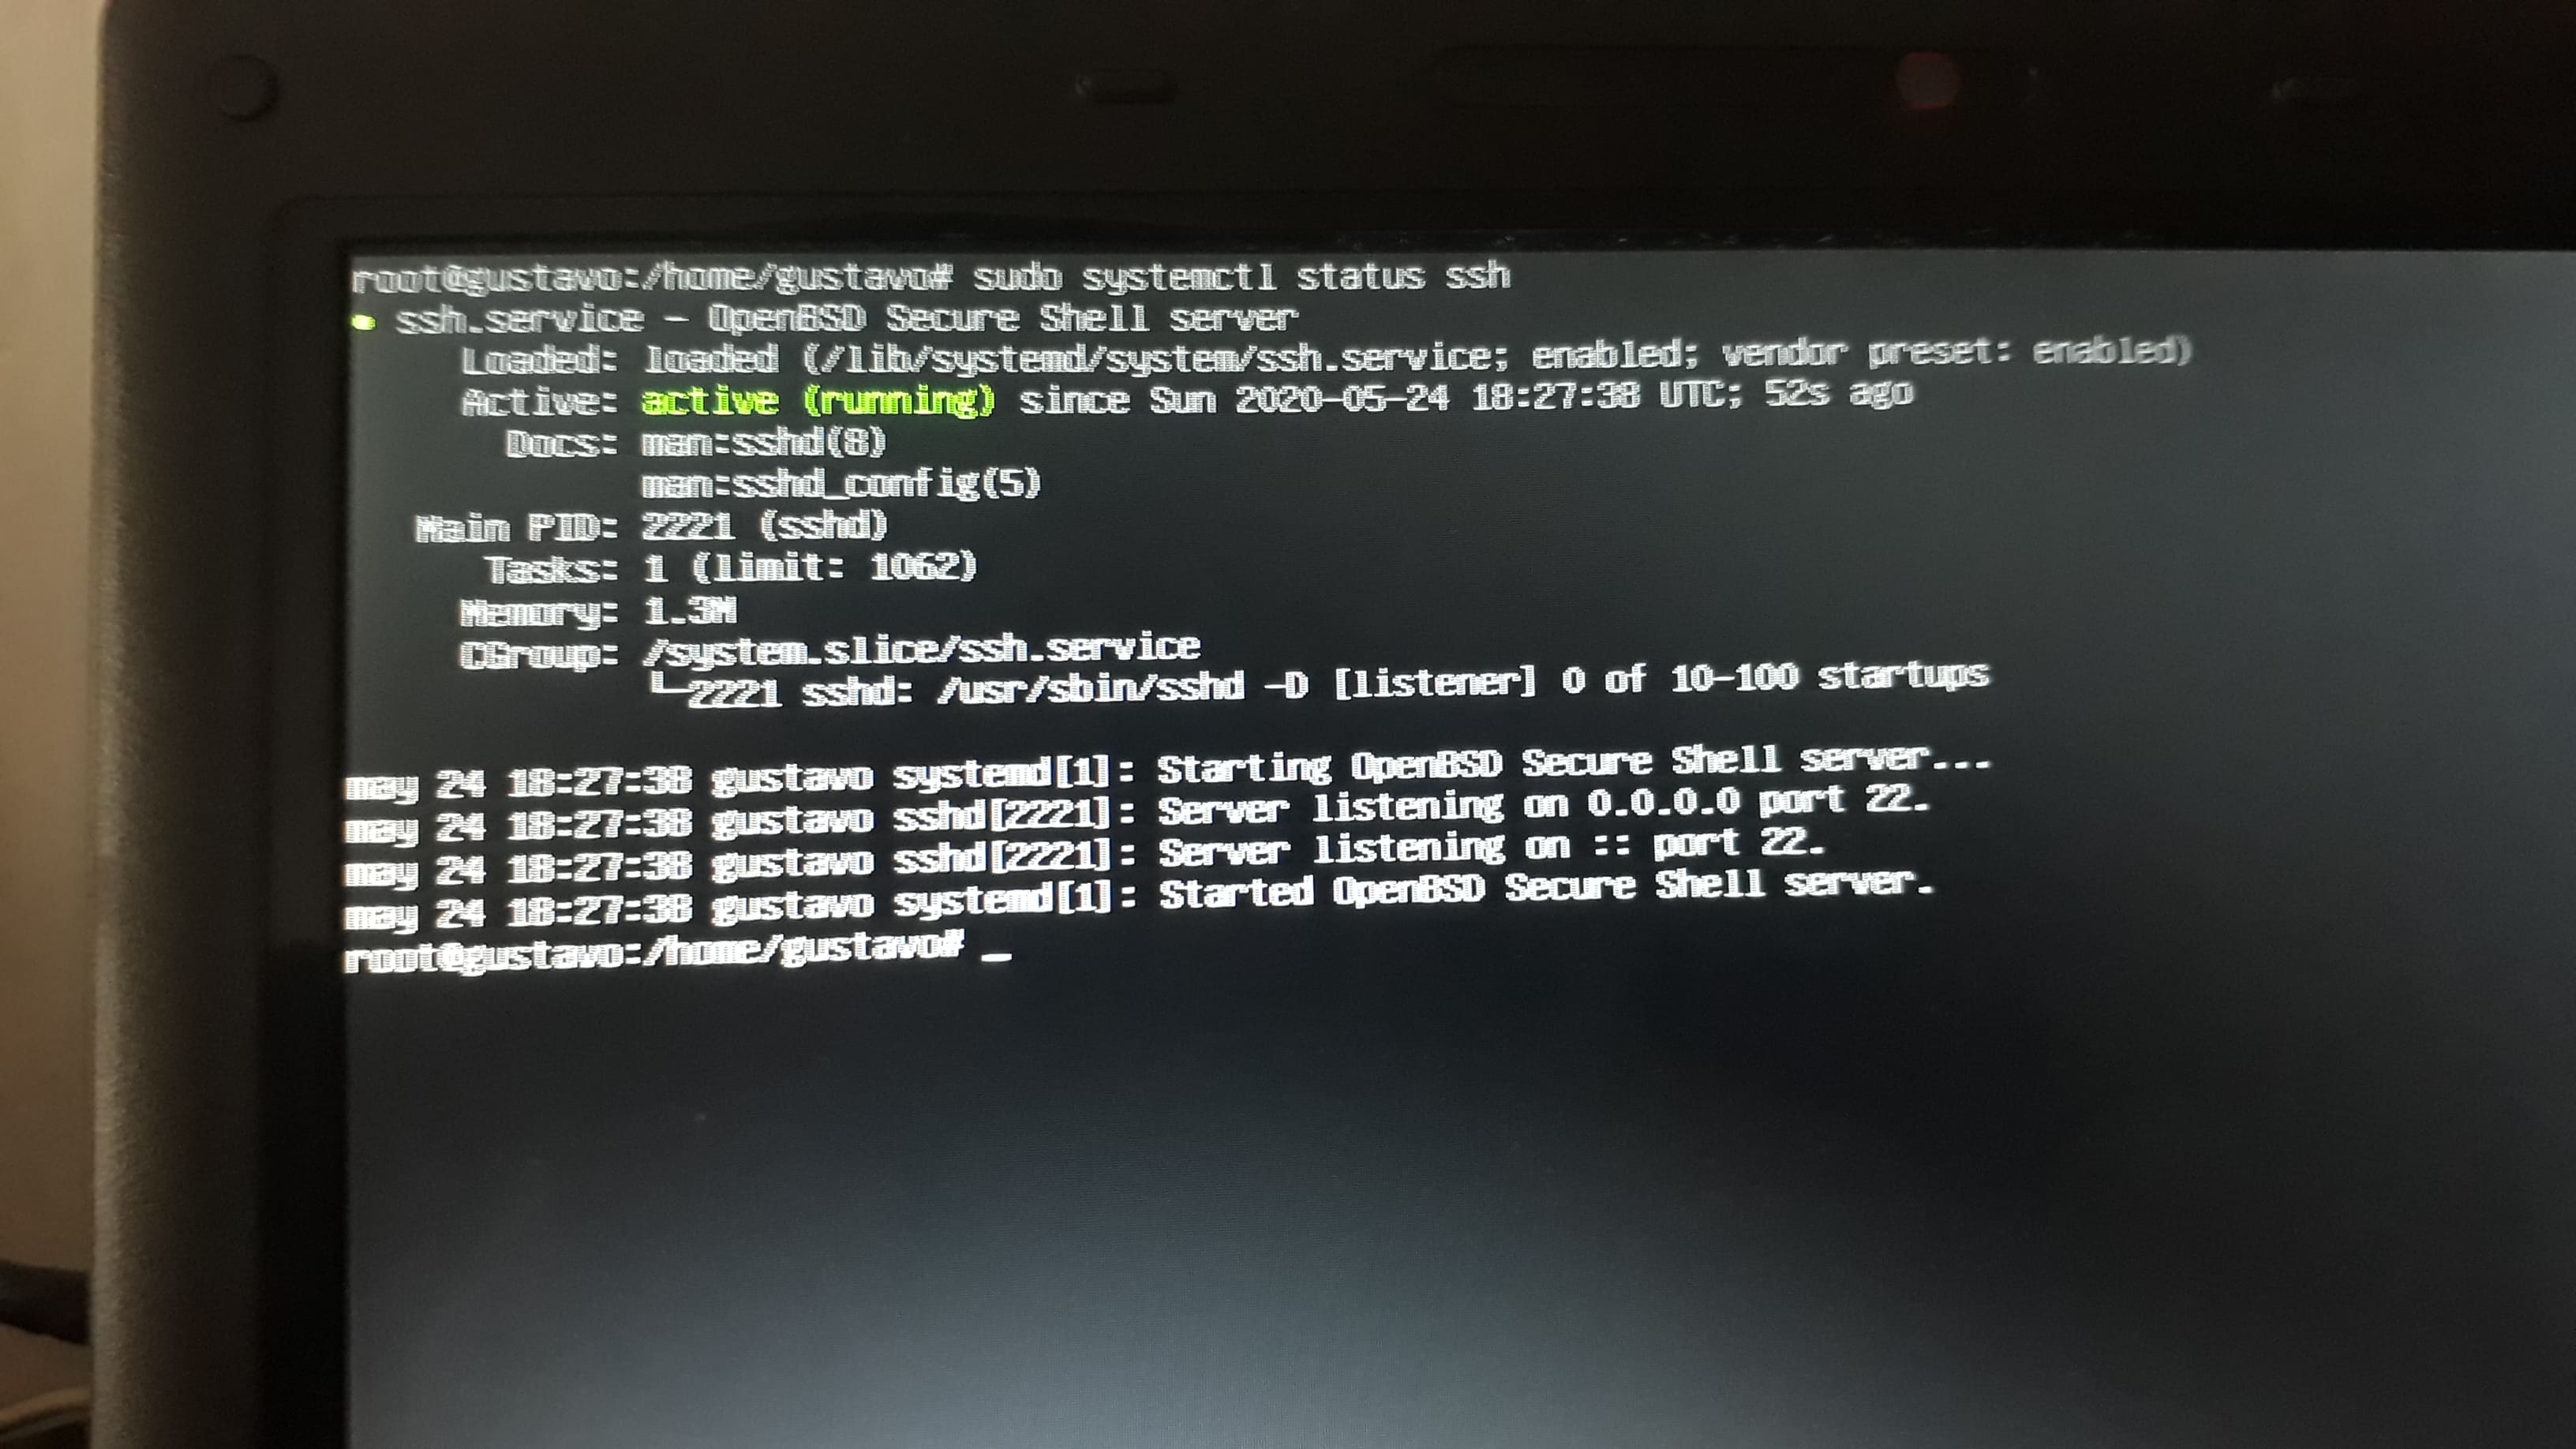 root@gustavo:/home/gustavo# sudo systemctl status ssh
● ssh.service - OpenBSD Secure Shell server
Loaded: loaded (/lib/systemd/system/ssh.service; enabled; vendor preset: enabled)
Active: active (running) since Sun 2020-05-24 18:27:38 UTC; 52s ago
Docs: man:sshd(8)
man:sshd_config(5)
Main PID: 2221 (sshd)
Tasks: 1 (limit: 1062)
Memory: 1.3M
CGroup: /system.slice/ssh.service
└─2221 sshd: /usr/sbin/sshd -D [listener] 0 of 10-100 startups
may 24 18:27:38 gustavo systemd[1]: Starting OpenBSD Secure Shell server...
may 24 18:27:38 gustavo sshd[2221]: Server listening on 0.0.0.0 port 22.
may 24 18:27:38 gustavo sshd[2221]: Server listening on :: port 22.
may 24 18:27:38 gustavo systemd[1]: Started OpenBSD Secure Shell server.
root@gustavo:/home/gustavo# _